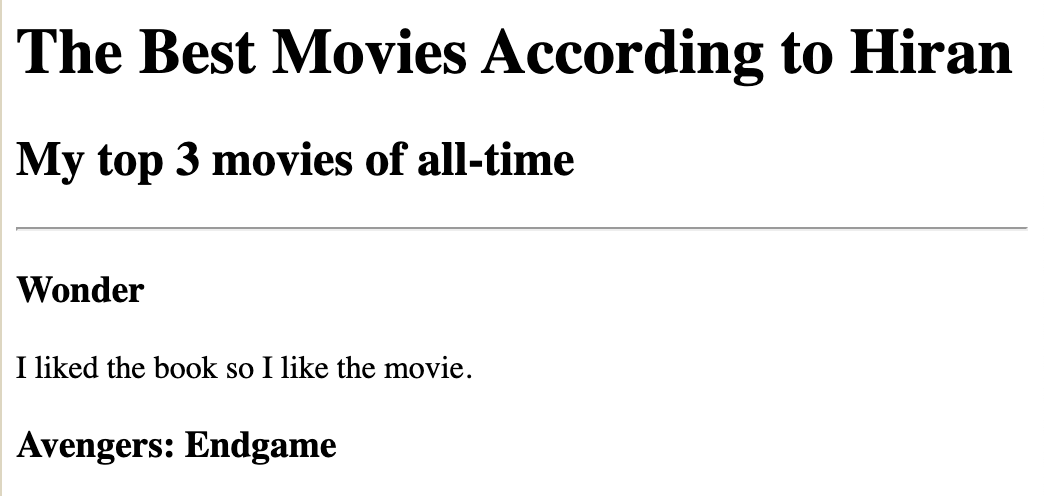 The Best Movies According to Hiran
My top 3 movies of all-time
Wonder
I liked the book so I like the movie.
Avengers: Endgame